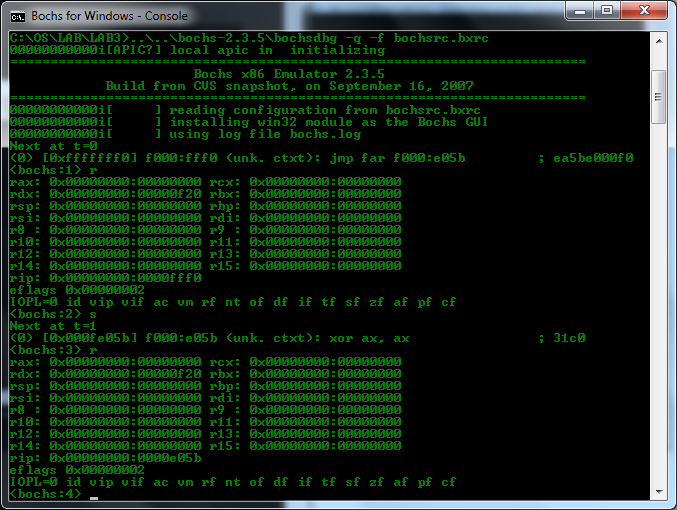 Bochs for Windows - Console
C:\OS\LAB\LAB3>..\..\bochs-2.3.5\bochsdbg -q -f bochsrc.bxrc
00000000000i[APIC?] local apic in  initializing
========================================================================
                       Bochs x86 Emulator 2.3.5
             Build from CVS snapshot, on September 16, 2007
========================================================================
00000000000i[     ] reading configuration from bochsrc.bxrc
00000000000i[     ] installing win32 module as the Bochs GUI
00000000000i[     ] using log file bochs.log
Next at t=0
(0) [0xfffffff0] f000:fff0 (unk. ctxt): jmp far f000:e05b         ; ea5be000f0
<bochs:1> r
rax: 0x00000000:00000000 rcx: 0x00000000:00000000
rdx: 0x00000000:00000f20 rbx: 0x00000000:00000000
rsp: 0x00000000:00000000 rbp: 0x00000000:00000000
rsi: 0x00000000:00000000 rdi: 0x00000000:00000000
r8 : 0x00000000:00000000 r9 : 0x00000000:00000000
r10: 0x00000000:00000000 r11: 0x00000000:00000000
r12: 0x00000000:00000000 r13: 0x00000000:00000000
r14: 0x00000000:00000000 r15: 0x00000000:00000000
rip: 0x00000000:0000fff0
eflags 0x00000002
IOPL=0 id vip vif ac vm rf nt of df if tf sf zf af pf cf
<bochs:2> s
Next at t=1
(0) [0x000fe05b] f000:e05b (unk. ctxt): xor ax, ax                ; 31c0
<bochs:3> r
rax: 0x00000000:00000000 rcx: 0x00000000:00000000
rdx: 0x00000000:00000f20 rbx: 0x00000000:00000000
rsp: 0x00000000:00000000 rbp: 0x00000000:00000000
rsi: 0x00000000:00000000 rdi: 0x00000000:00000000
r8 : 0x00000000:00000000 r9 : 0x00000000:00000000
r10: 0x00000000:00000000 r11: 0x00000000:00000000
r12: 0x00000000:00000000 r13: 0x00000000:00000000
r14: 0x00000000:00000000 r15: 0x00000000:00000000
rip: 0x00000000:0000e05b
eflags 0x00000002
IOPL=0 id vip vif ac vm rf nt of df if tf sf zf af pf cf
<bochs:4> _